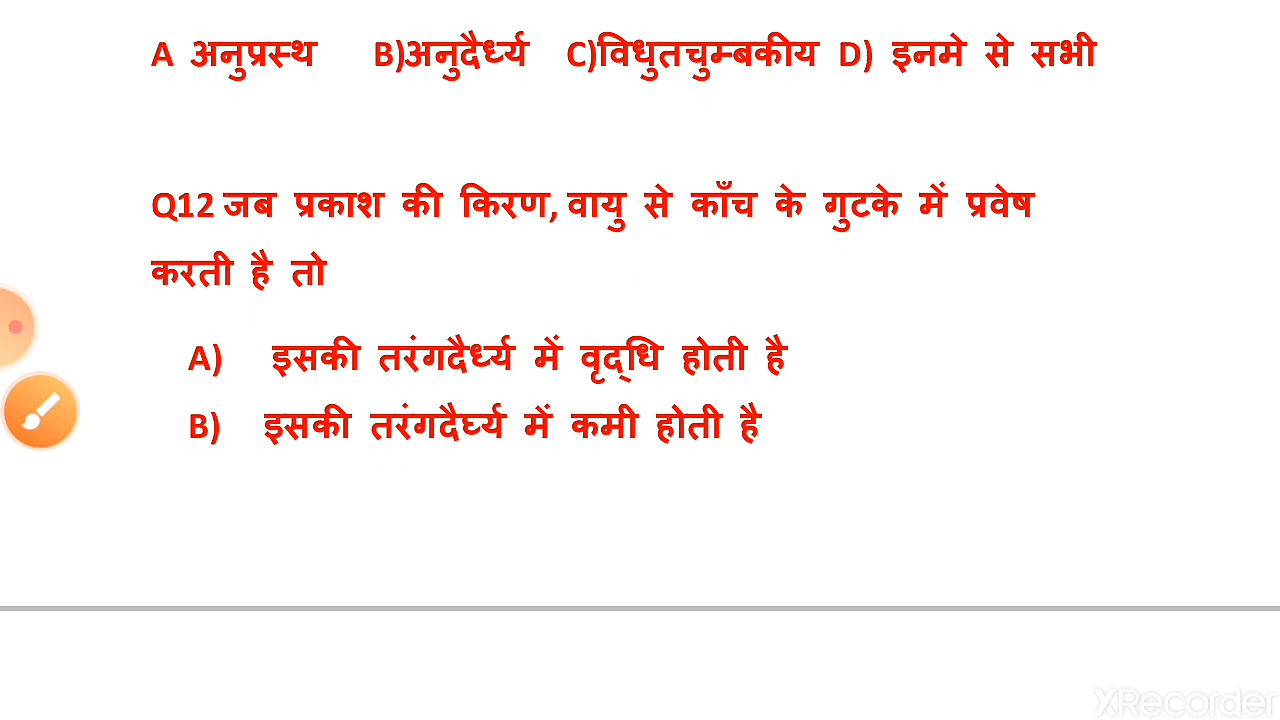 A अनुप्रस्थ B)अनुदैर्ध्य C)विधुतचुम्बकीय D) इनमे से सभी
Q12 जब प्रकाश की किरण, वायु से काँच के गुटके में प्रवेष
करती है तो
A) इसकी तरंगदैर्ध्य में वृद्धि होती है
B) इसकी तरंगदैर्घ्य में कमी होती है
XRecorder